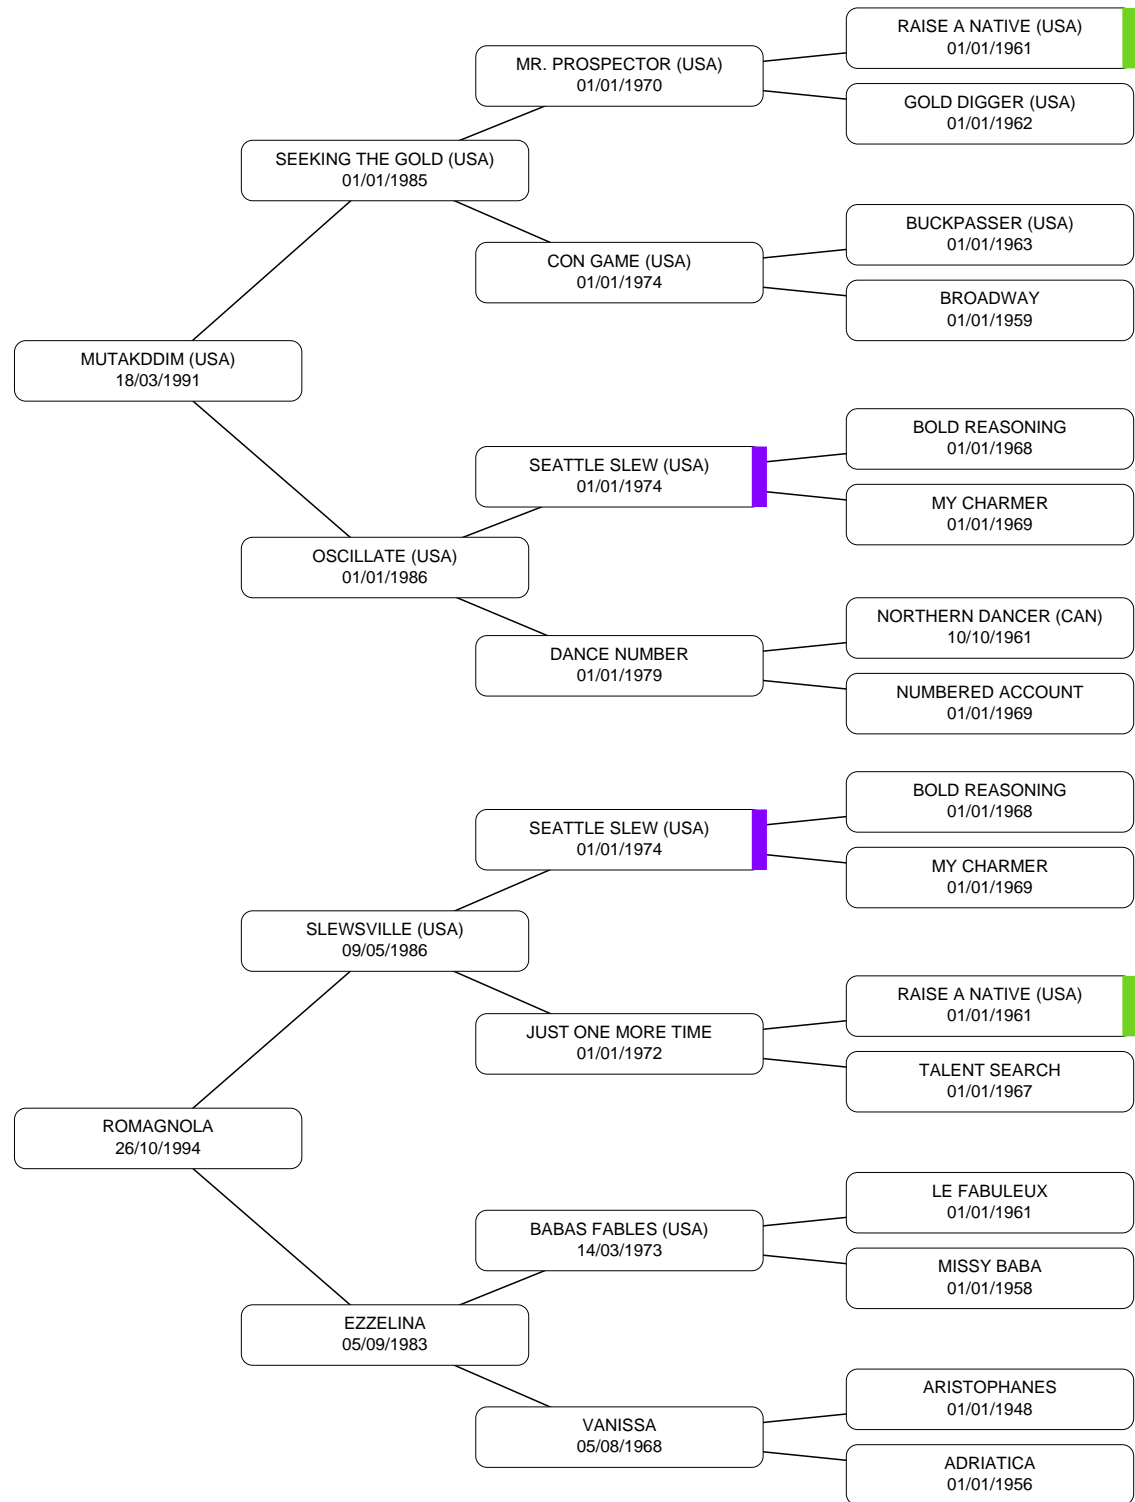 RAISE A NATIVE (USA)
01/01/1961
MR. PROSPECTOR (USA)
01/01/1970
GOLD DIGGER (USA)
01/01/1962
SEEKING THE GOLD (USA)
01/01/1985
BUCKPASSER (USA)
01/01/1963
CON GAME (USA)
01/01/1974
BROADWAY
01/01/1959
MUTAKDDIM (USA)
18/03/1991
BOLD REASONING
01/01/1968
SEATTLE SLEW (USA)
01/01/1974
MY CHARMER
01/01/1969
OSCILLATE (USA)
01/01/1986
NORTHERN DANCER (CAN)
10/10/1961
DANCE NUMBER
01/01/1979
NUMBERED ACCOUNT
01/01/1969
BOLD REASONING
01/01/1968
SEATTLE SLEW (USA)
01/01/1974
MY CHARMER
01/01/1969
SLEWSVILLE (USA)
09/05/1986
RAISE A NATIVE (USA)
01/01/1961
JUST ONE MORE TIME
01/01/1972
TALENT SEARCH
01/01/1967
ROMAGNOLA
26/10/1994
LE FABULEUX
01/01/1961
BABAS FABLES (USA)
14/03/1973
MISSY BABA
01/01/1958
EZZELINA
05/09/1983
ARISTOPHANES
01/01/1948
VANISSA
05/08/1968
ADRIATICA
01/01/1956